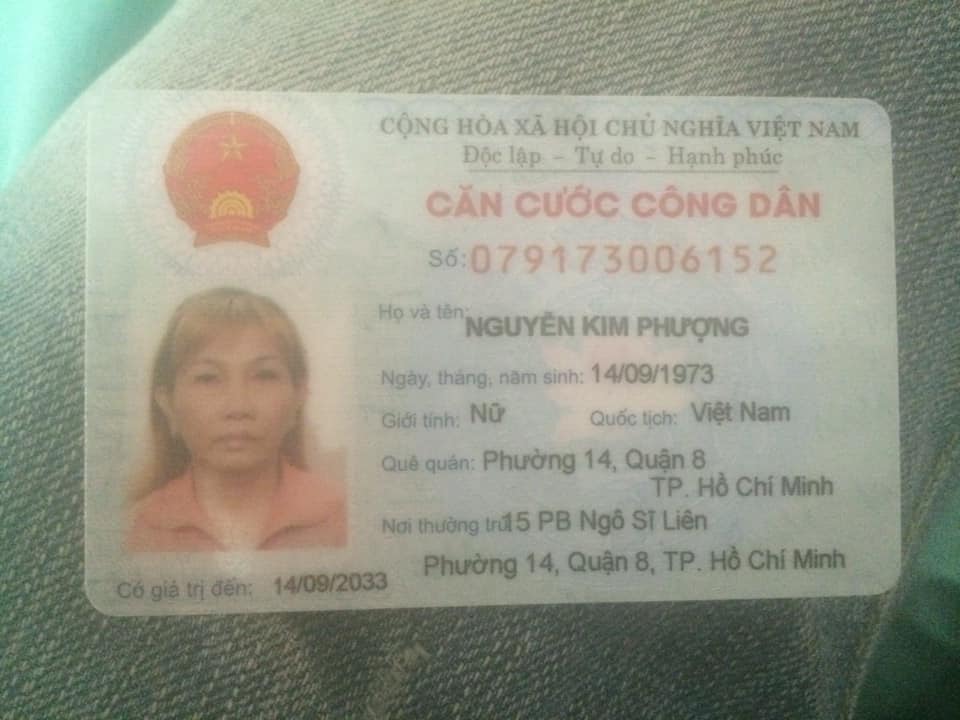 CỘNG HÒA XÃ HỘI CHỦ NGHĨA VIỆT NAM
Độc lập - Tự do - Hạnh phúc
CĂN CƯỚC CÔNG DÂN
Số: 079173006152
Họ và tên: NGUYỄN KIM PHƯỢNG
Ngày, tháng, năm sinh: 14/09/1973
Giới tính: Nữ Quốc tịch: Việt Nam
Quê quán: Phường 14, Quận 8
TP. Hồ Chí Minh
Nơi thường trú: 15 PB Ngô Sĩ Liên
Phường 14, Quận 8, TP. Hồ Chí Minh
Có giá trị đến: 14/09/2033